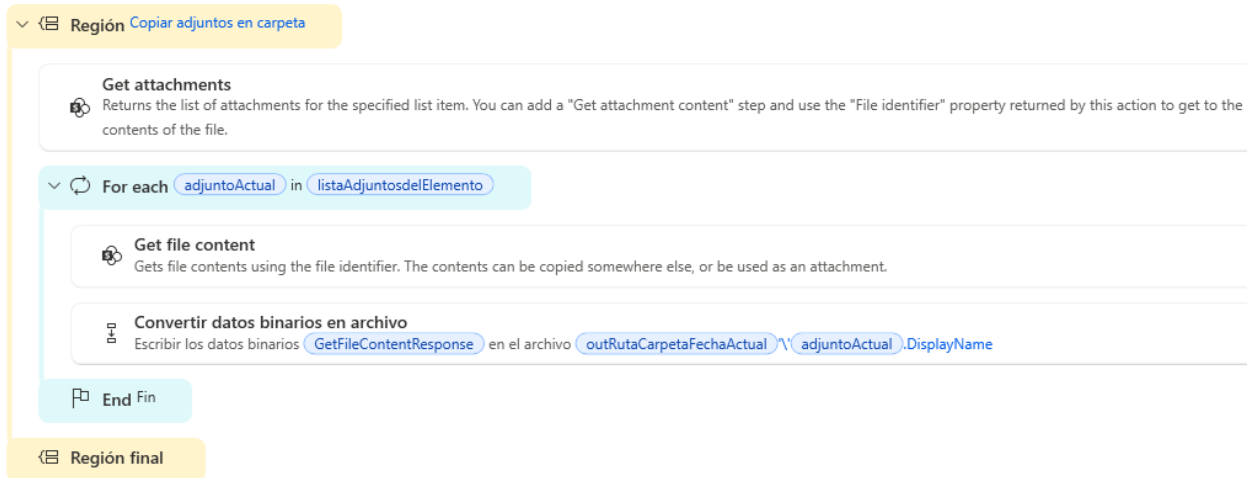 Región Copiar adjuntos en carpeta
Get attachments
Returns the list of attachments for the specified list item. You can add a "Get attachment content" step and use the "File identifier" property returned by this action to get to the
contents of the file.
For each adjuntoActual in listaAdjuntosdelElemento
Get file content
Gets file contents using the file identifier. The contents can be copied somewhere else, or be used as an attachment.
Convertir datos binarios en archivo
Escribir los datos binarios GetFileContentResponse en el archivo outRutaCarpetaFechaActual '\' adjuntoActual .DisplayName
End Fin
Región final